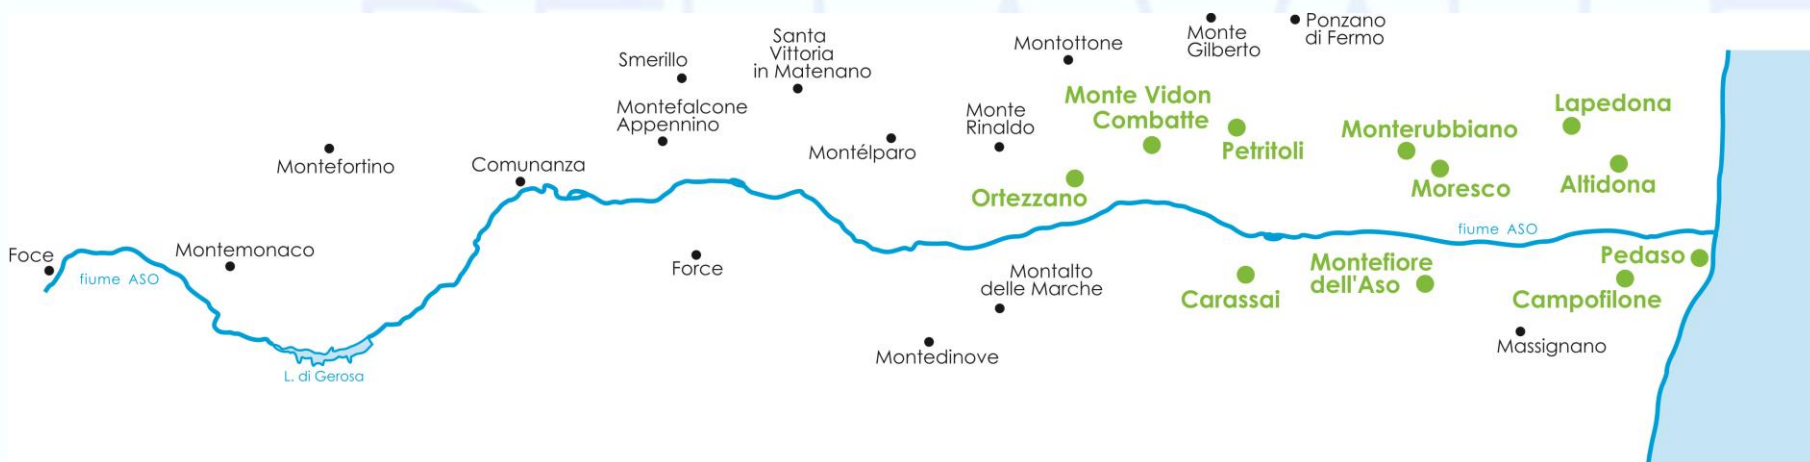 Monte
Gilberto
Ponzano
di Fermo
Santa
Vittoria
in Matenano
Montottone
Smerillo
Monte Vidon
Combatte
Lapedona
Montefalcone
Appennino
Monte
Rinaldo
Monterubbiano
Petritoli
Montélparo
Montefortino
Comunanza
Moresco
Altidona
Ortezzano
fiume ASO
Foce
Montemonaco
fiume ASO
Force
Montalto
delle Marche
Carassai
Montefiore
dell'Aso
Pedaso
Campofilone
Massignano
Montedinove
L. di Gerosa